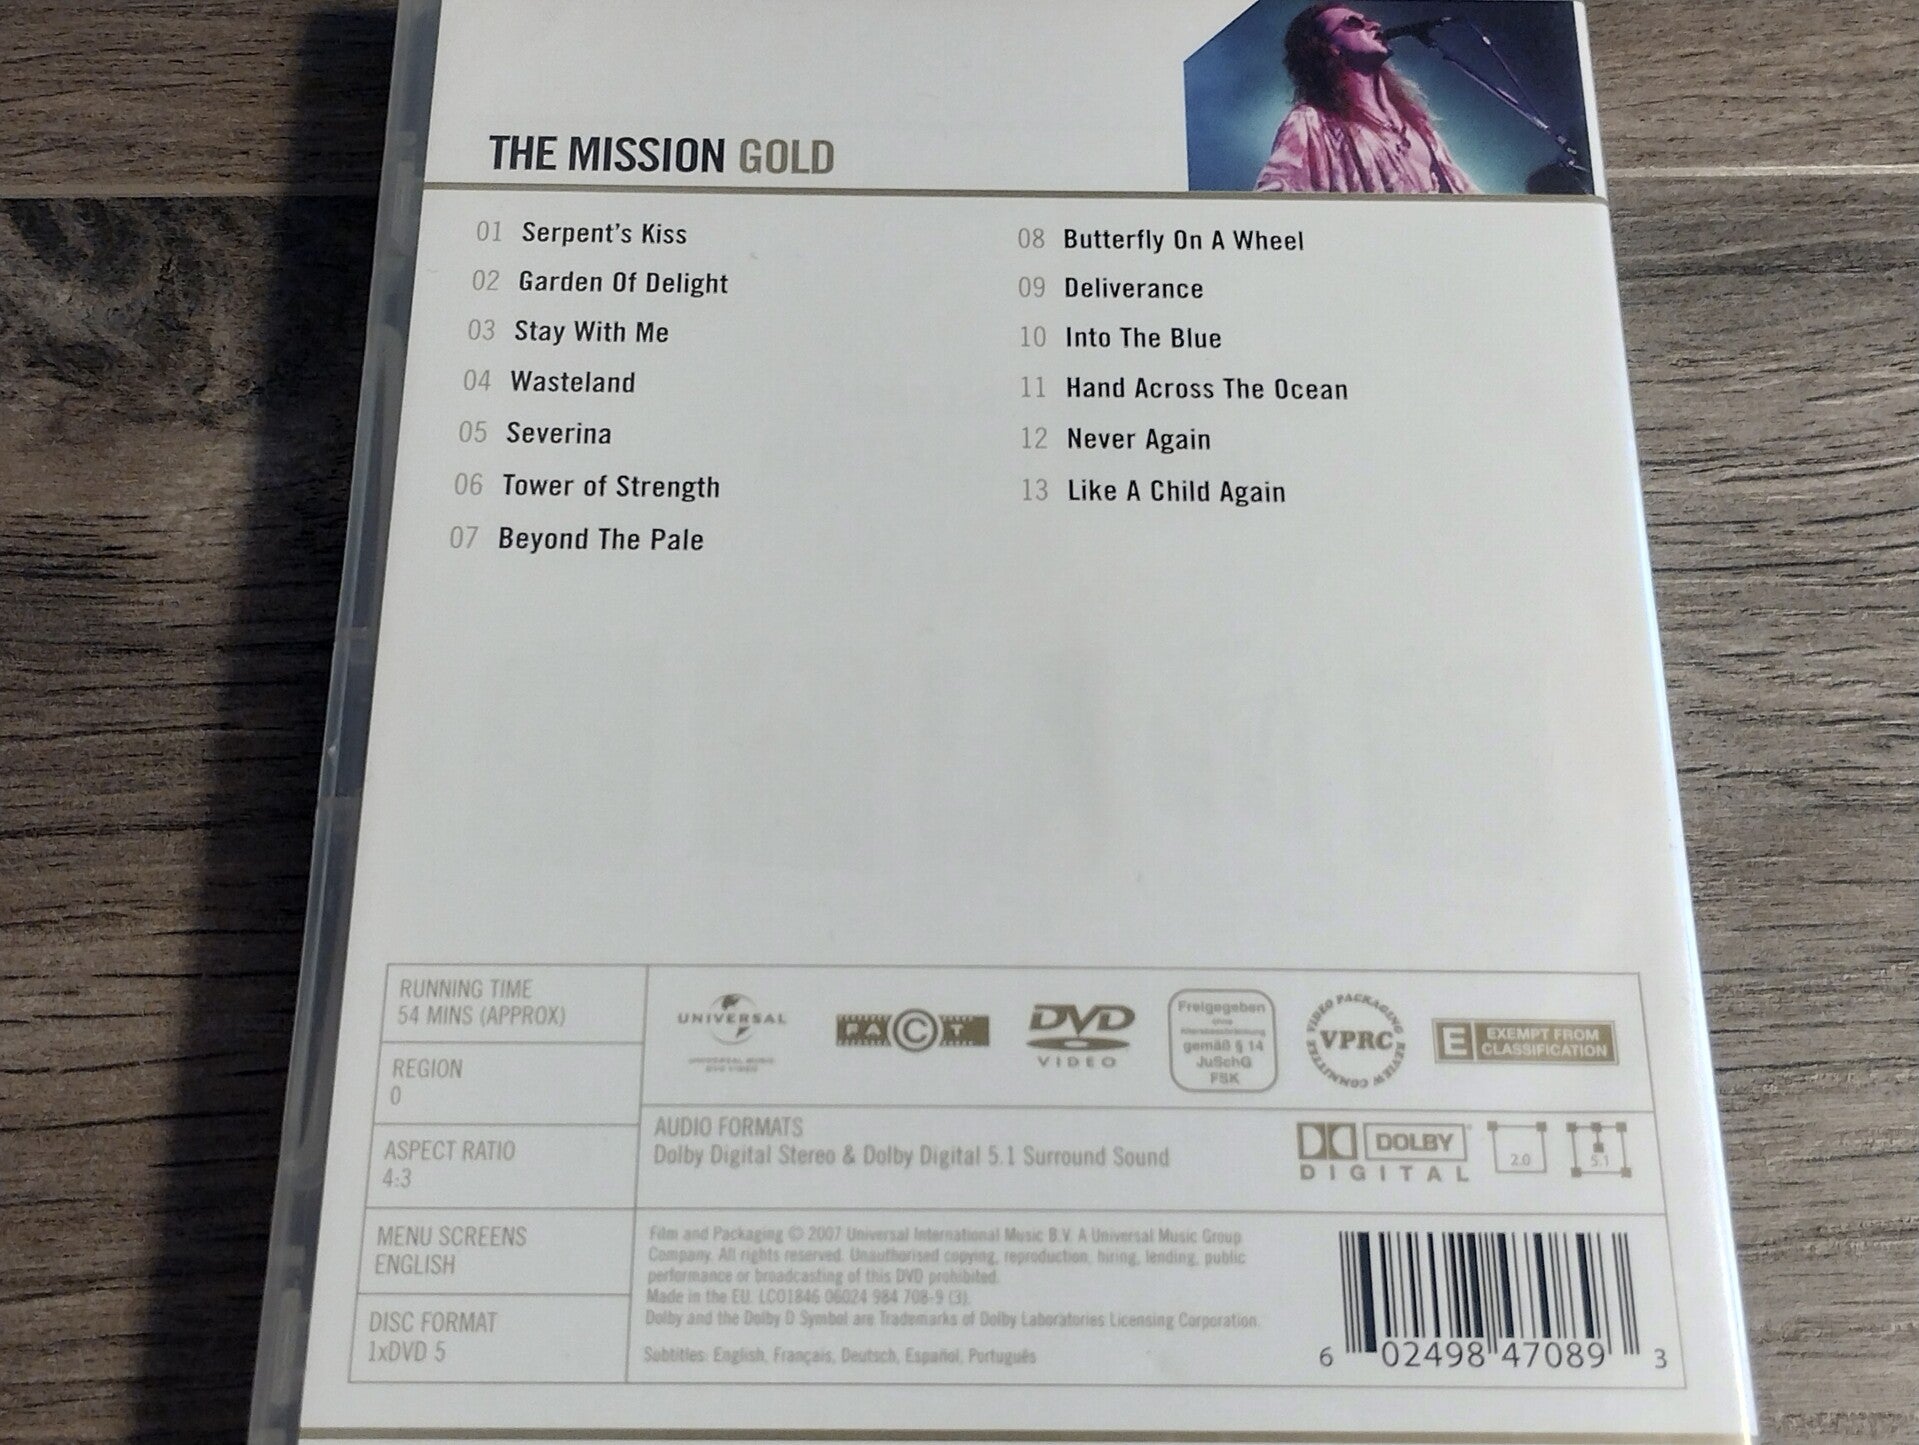 THE MISSION GOLD
01 Serpent's Kiss
02 Garden Of Delight
03 Stay With Me
04 Wasteland
05 Severina
06 Tower of Strength
07 Beyond The Pale
08 Butterfly On A Wheel
09 Deliverance
10 Into The Blue
11 Hand Across The Ocean
12 Never Again
13 Like A Child Again
RUNNING TIME
54 MINS (APPROX)
REGION
0
ASPECT RATIO
4:3
MENU SCREENS
ENGLISH
DISC FORMAT
1xDVD 5
UNIVERSAL
UNIVERSAL MUSIC
DVD VIDEO
FA©T
DVD
VIDEO
Freigegeben
ohne
Altersbeschränkung
gemäß § 14
JuSchG
FSK
VIDEO PACKAGING REVIEW COMMITTEE
VPRC
E EXEMPT FROM
CLASSIFICATION
AUDIO FORMATS
Dolby Digital Stereo & Dolby Digital 5.1 Surround Sound
DOLBY
DIGITAL
2.0
5.1
Film and Packaging © 2007 Universal International Music B.V. A Universal Music Group
Company. All rights reserved. Unauthorised copying, reproduction, hiring, lending, public
performance or broadcasting of this DVD prohibited.
Made in the EU. LC01846 06024 984 708-9 (3).
Dolby and the Dolby D Symbol are Trademarks of Dolby Laboratories Licensing Corporation.
Subtitles: English, Français, Deutsch, Español, Português
6 02498 47089 3